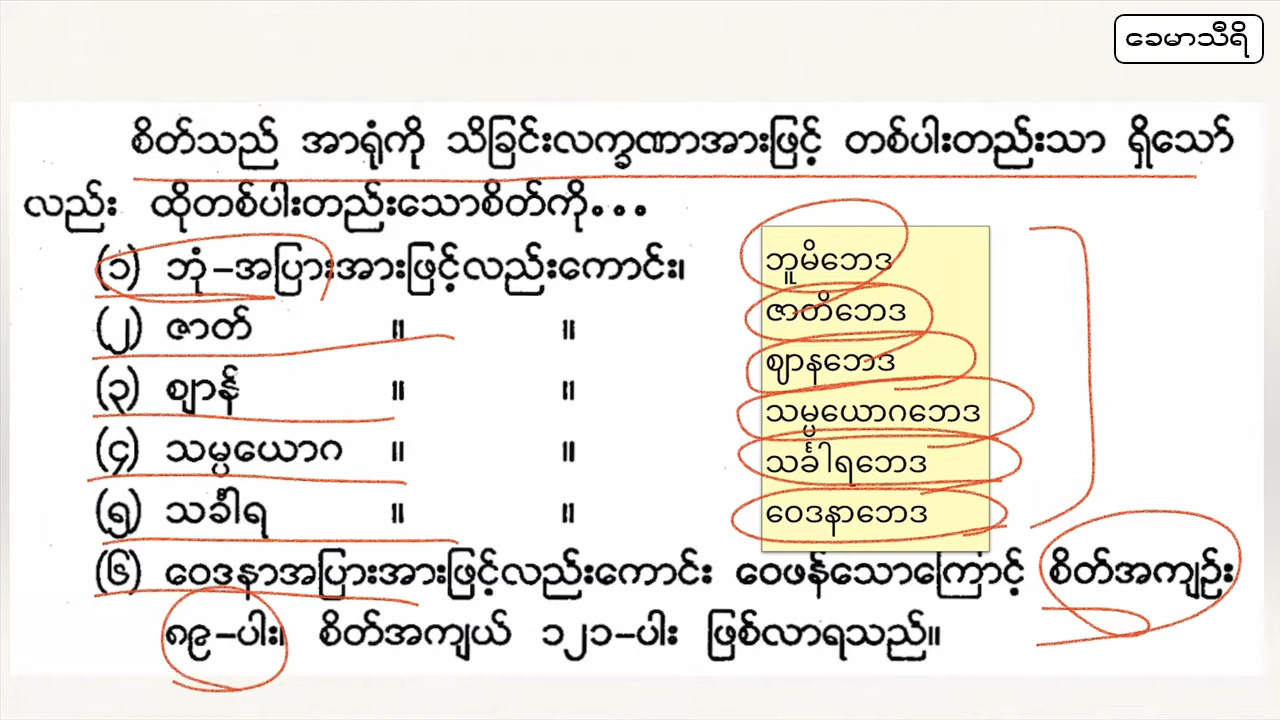 ခေမာသီရိ
စိတ်သည် အာရုံကို သိခြင်းလက္ခဏာအားဖြင့် တစ်ပါးတည်းသာ ရှိသော်
လည်း ထိုတစ်ပါးတည်းသောစိတ်ကို...
(၁) ဘုံ-အပြားအားဖြင့်လည်းကောင်း၊
(၂) ဇာတ် ။ ။
(၃) ဈာန် ။ ။
(၄) သမ္ပယောဂ ။ ။
(၅) သင်္ခါရ ။ ။
(၆) ဝေဒနာအပြားအားဖြင့်လည်းကောင်း ဝေဖန်သောကြောင့် စိတ်အကျဉ်း
၈၉-ပါး၊ စိတ်အကျယ် ၁၂၁-ပါး ဖြစ်လာရသည်။
ဘူမိဘေဒ
ဇာတိဘေဒ
ဈာနဘေဒ
သမ္ပယောဂဘေဒ
သင်္ခါရဘေဒ
ဝေဒနာဘေဒ